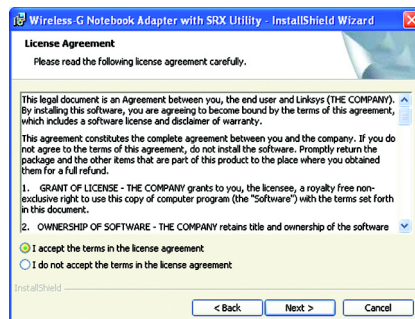 Wireless-G Notebook Adapter with SRX Utility - InstallShield Wizard
License Agreement
Please read the following license agreement carefully.
This legal document is an Agreement between you, the end user and Linksys (THE COMPANY).
By installing this software, you are agreeing to become bound by the terms of this agreement,
which includes a software license and disclaimer of warranty.
This agreement constitutes the complete agreement between you and the company. If you do
not agree to the terms of this agreement, do not install the software. Promptly return the
package and the other items that are part of this product to the place where you obtained
them for a full refund.
1. GRANT OF LICENSE - THE COMPANY grants to you, the licensee, a royalty free non-
exclusive right to use this copy of computer program (the "Software") with the terms set forth
in this document.
2. OWNERSHIP OF SOFTWARE - THE COMPANY retains title and ownership of the software
I accept the terms in the license agreement
I do not accept the terms in the license agreement
InstallShield
< Back
Next >
Cancel